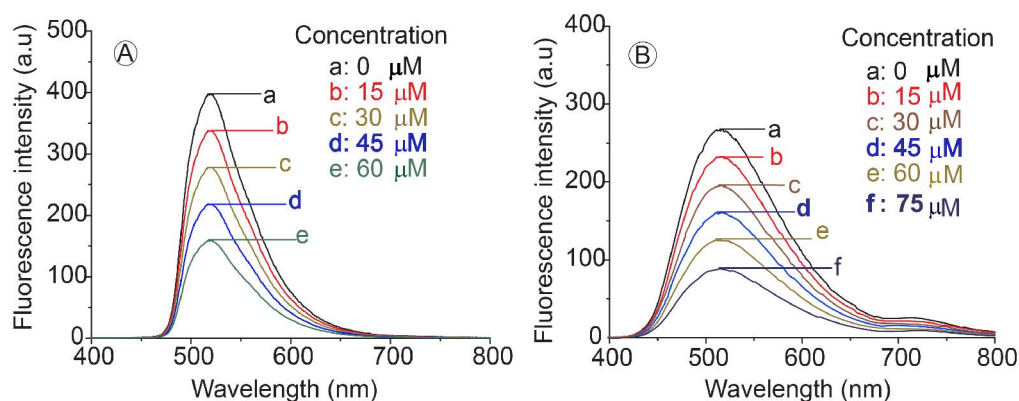 A
Concentration
a: 0 μM
b: 15 μM
c: 30 μM
d: 45 μM
e: 60 μM
a
b
c
d
e
Fluorescence intensity (a.u)
500
400
300
200
100
0
400 500 600 700 800
Wavelength (nm)
B
Concentration
a: 0 μM
b: 15 μM
c: 30 μM
d: 45 μM
e: 60 μM
f: 75 μM
a
b
c
d
e
f
Fluorescence intensity (a.u)
400
300
200
100
0
400 500 600 700 800
Wavelength (nm)